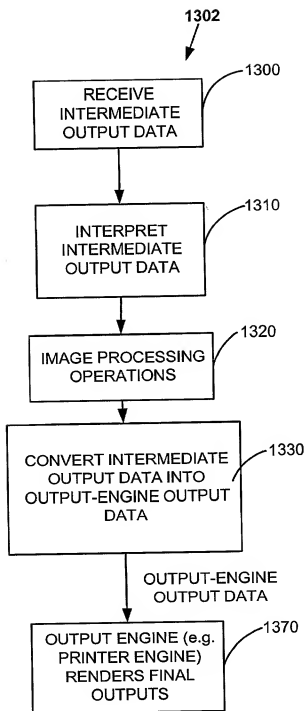 1302
1300
RECEIVE
INTERMEDIATE
OUTPUT DATA
1310
INTERPRET
INTERMEDIATE
OUTPUT DATA
1320
IMAGE PROCESSING
OPERATIONS
1330
CONVERT INTERMEDIATE
OUTPUT DATA INTO
OUTPUT-ENGINE OUTPUT
DATA
OUTPUT-ENGINE
OUTPUT DATA
1370
OUTPUT ENGINE (e.g.
PRINTER ENGINE)
RENDERS FINAL
OUTPUTS